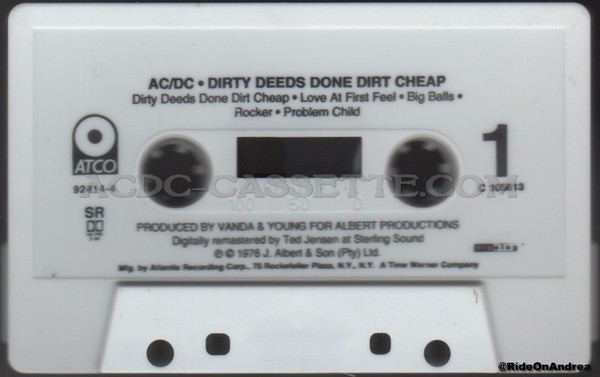 AC/DC • DIRTY DEEDS DONE DIRT CHEAP
Dirty Deeds Done Dirt Cheap • Love At First Feel • Big Balls •
Rocker • Problem Child
ATCO
1
92414-4
C 105613
ACDC-CASSETTE.COM
SR
100 50 0
PRODUCED BY VANDA & YOUNG FOR ALBERT PRODUCTIONS
Digitally remastered by Ted Jensen at Sterling Sound
℗ © 1976 J. Albert & Son (Pty) Ltd.
Mfg. by Atlantic Recording Corp., 75 Rockefeller Plaza, N.Y., N.Y. A Time Warner Company
@RideOnAndrea